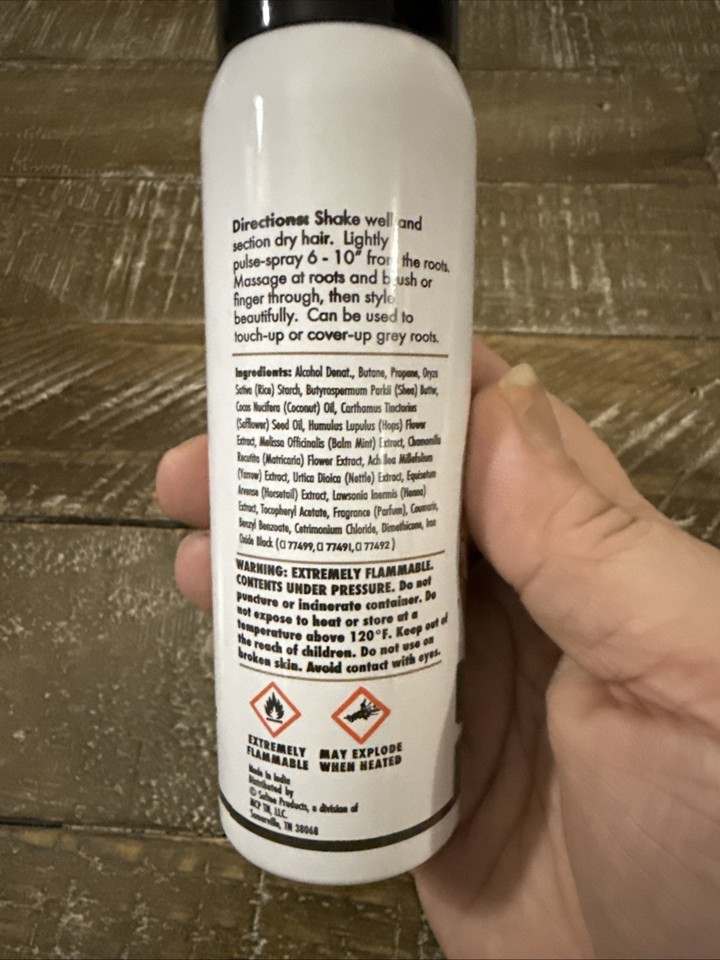 Directions: Shake well and
section dry hair. Lightly
pulse-spray 6 - 10" from the roots.
Massage at roots and brush or
finger through, then style
beautifully. Can be used to
touch-up or cover-up grey roots.
Ingredients: Alcohol Denat., Butane, Propane, Oryza
Sativa (Rice) Starch, Butyrospermum Parkii (Shea) Butter,
Cocos Nucifera (Coconut) Oil, Carthamus Tinctorius
(Safflower) Seed Oil, Humulus Lupulus (Hops) Flower
Extract, Melissa Officinalis (Balm Mint) Extract, Chamomilla
Recutita (Matricaria) Flower Extract, Achillea Millefolium
(Yarrow) Extract, Urtica Dioica (Nettle) Extract, Equisetum
Arvense (Horsetail) Extract, Lawsonia Inermis (Henna)
Extract, Tocopheryl Acetate, Fragrance (Parfum), Coumarin,
Benzyl Benzoate, Cetrimonium Chloride, Dimethicone, Iron
Oxide Black (CI 77499, CI 77491, CI 77492)
WARNING: EXTREMELY FLAMMABLE.
CONTENTS UNDER PRESSURE. Do not
puncture or incinerate container. Do
not expose to heat or store at a
temperature above 120°F. Keep out of
the reach of children. Do not use on
broken skin. Avoid contact with eyes.
EXTREMELY
FLAMMABLE
MAY EXPLODE
WHEN HEATED
Made in India
Distributed by
© Products, a division of
MCP TN, LLC.
Somerville, TN 38068